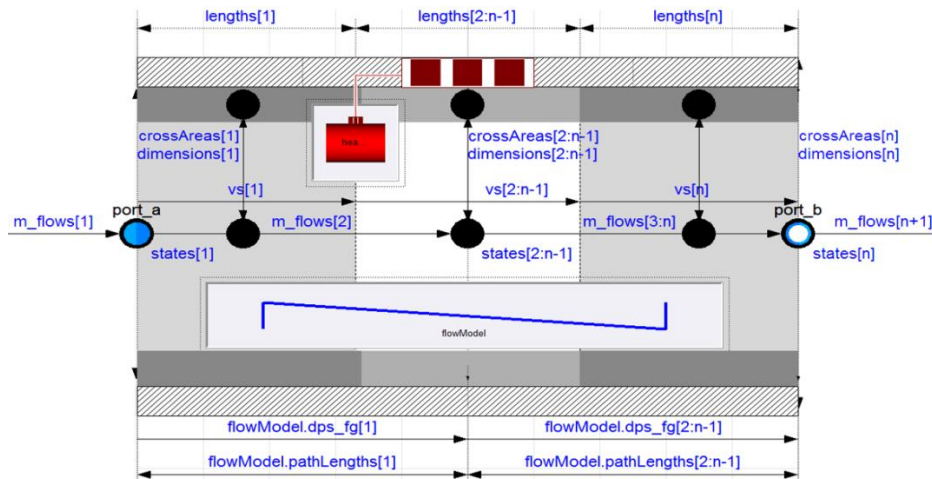 lengths[1]
lengths[2:n-1]
lengths[n]
hea...
crossAreas[1]
dimensions[1]
crossAreas[2:n-1]
dimensions[2:n-1]
crossAreas[n]
dimensions[n]
vs[1]
vs[2:n-1]
vs[n]
port_a
port_b
m_flows[1]
m_flows[2]
m_flows[3:n]
m_flows[n+1]
states[1]
states[2:n-1]
states[n]
flowModel
flowModel.dps_fg[1]
flowModel.dps_fg[2:n-1]
flowModel.pathLengths[1]
flowModel.pathLengths[2:n-1]